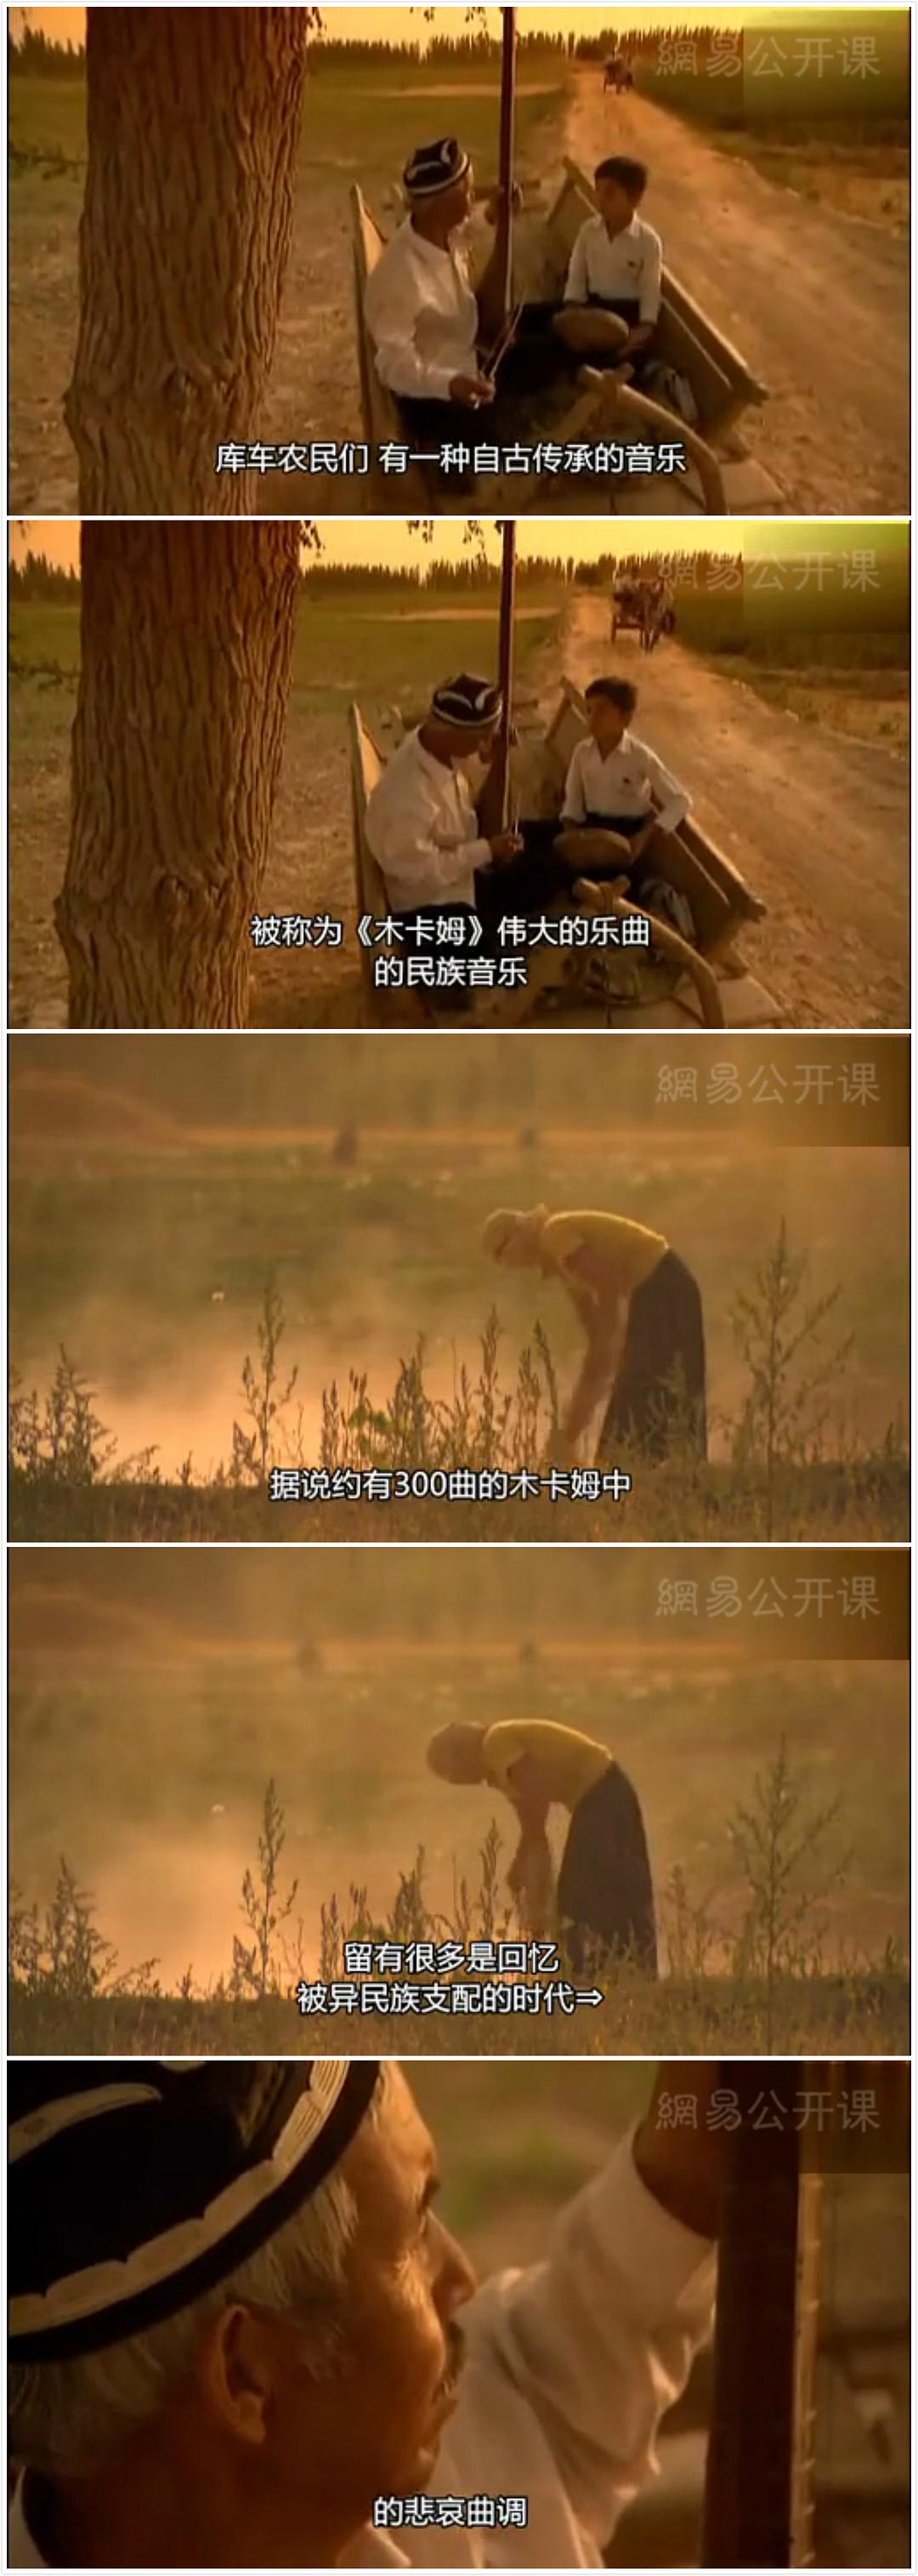 網易公开课
库车农民们 有一种自古传承的音乐
網易公开课
被称为《木卡姆》伟大的乐曲
的民族音乐
網易公开课
据说约有300曲的木卡姆中
網易公开课
留有很多是回忆
被异民族支配的时代⇒
網易公开课
的悲哀曲调